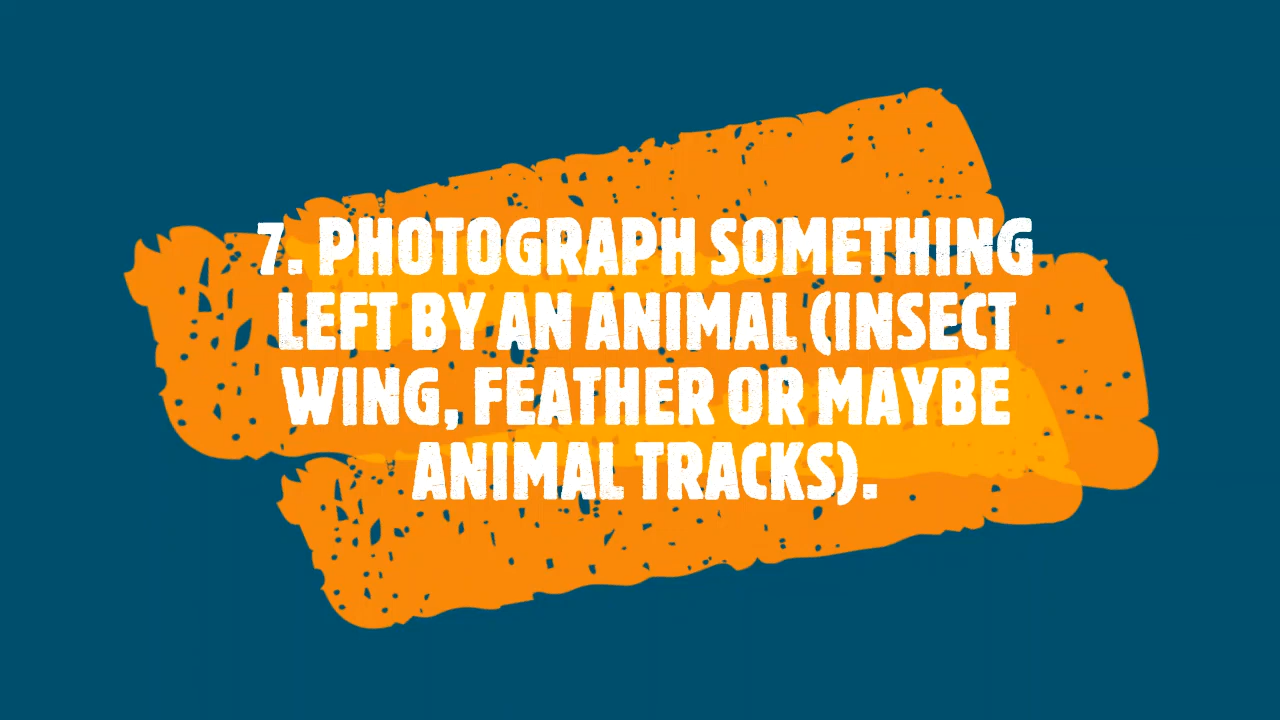 7. PHOTOGRAPH SOMETHING
LEFT BY AN ANIMAL (INSECT
WING, FEATHER OR MAYBE
ANIMAL TRACKS).